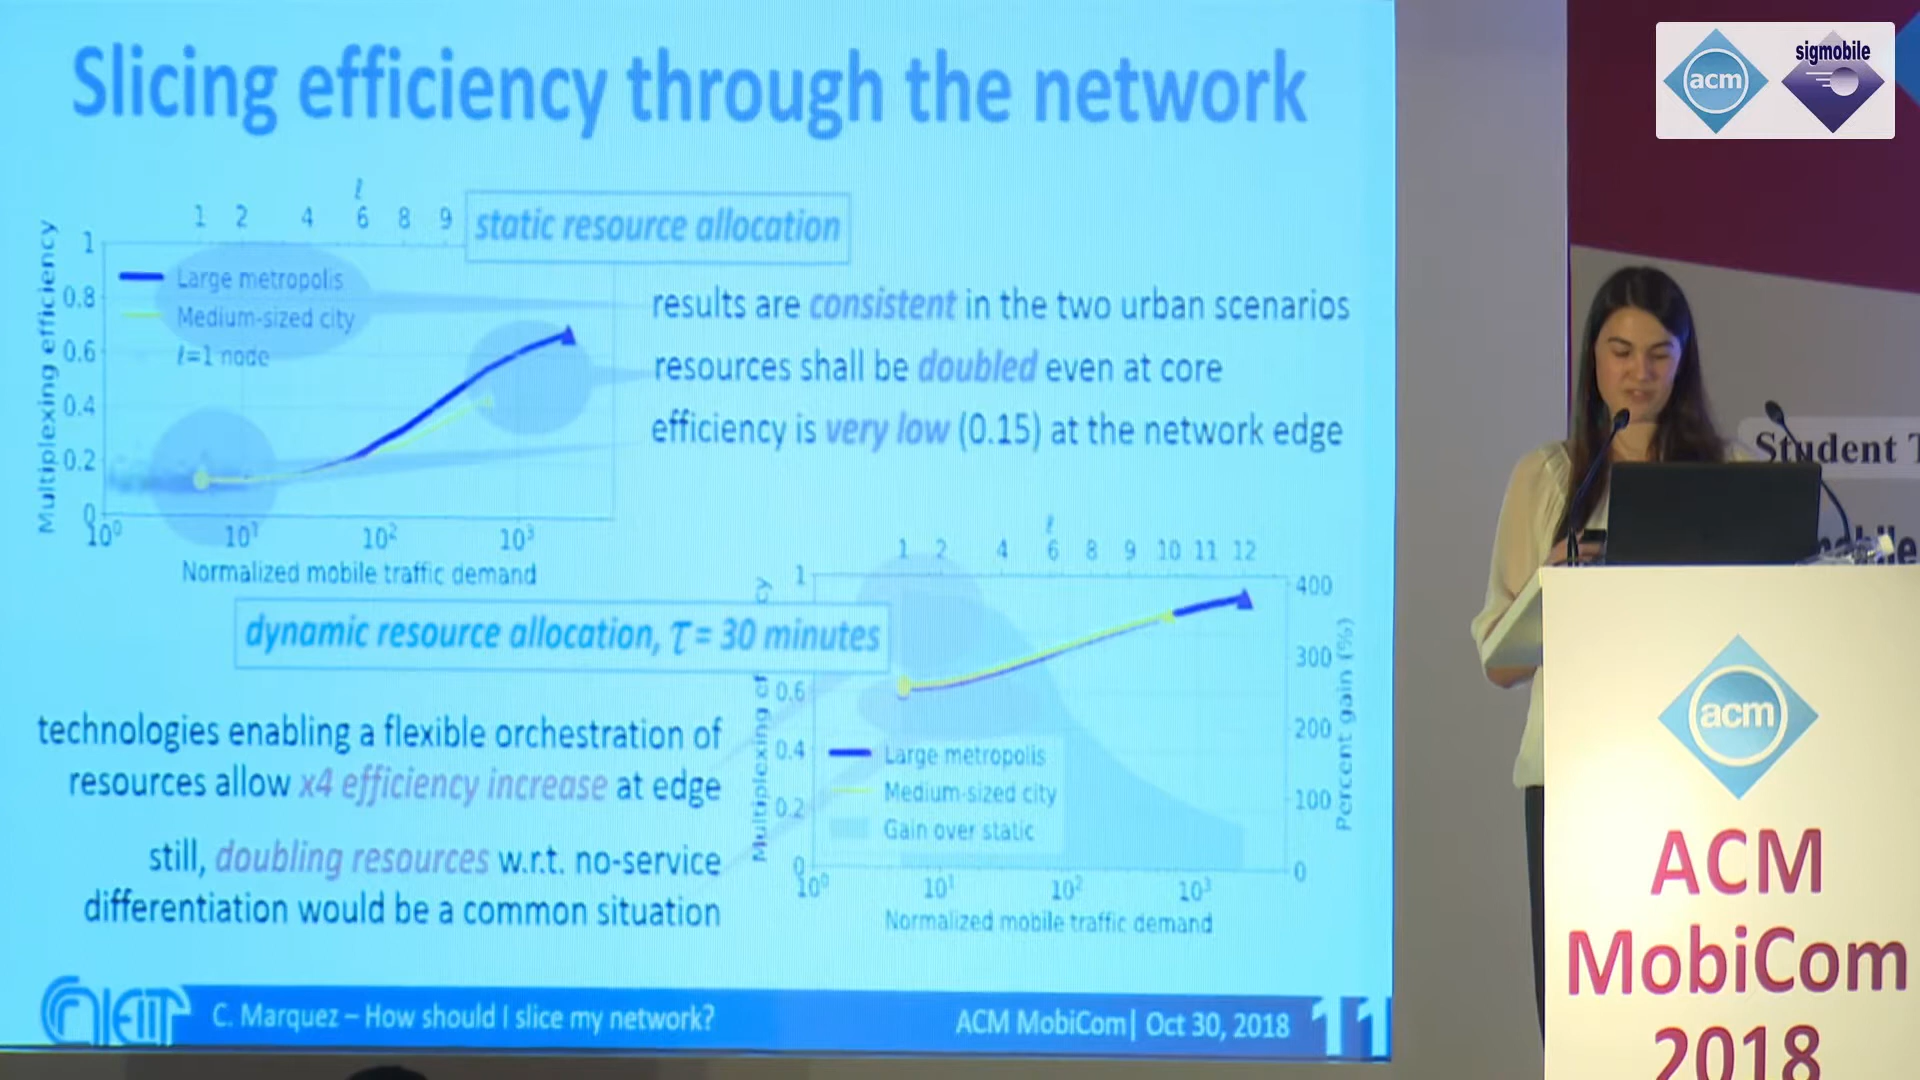 Slicing efficiency through the network
acm
sigmobile
ℓ
1 2 4 6 8 9
static resource allocation
Multiplexing efficiency
1
0.8
0.6
0.4
0.2
0
Large metropolis
Medium-sized city
ℓ=1 node
10⁰ 10¹ 10² 10³
Normalized mobile traffic demand
results are consistent in the two urban scenarios
resources shall be doubled even at core
efficiency is very low (0.15) at the network edge
dynamic resource allocation, τ = 30 minutes
ℓ
1 2 4 6 8 9 10 11 12
1
0.6
0.4
0.2
0
400
300
200
100
0
Percent gain (%)
Large metropolis
Medium-sized city
Gain over static
10⁰ 10¹ 10² 10³
Normalized mobile traffic demand
technologies enabling a flexible orchestration of
resources allow x4 efficiency increase at edge
still, doubling resources w.r.t. no-service
differentiation would be a common situation
C. Marquez – How should I slice my network?
ACM MobiCom| Oct 30, 2018
11
Student
acm
ACM
MobiCom
2018